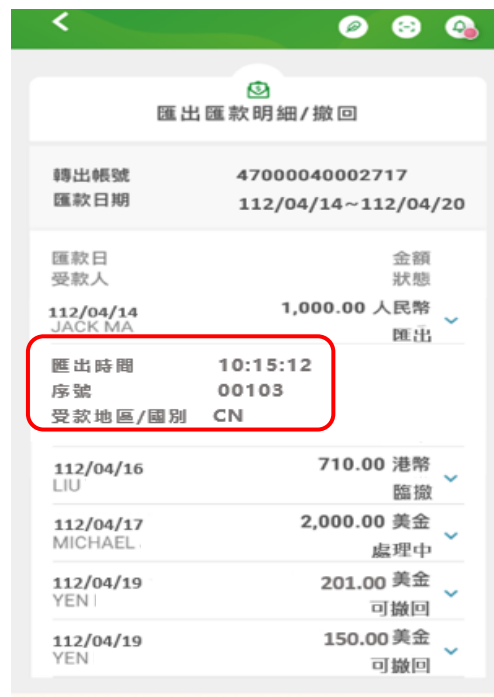 匯出匯款明細/撤回
轉出帳號 47000040002717
匯款日期 112/04/14~112/04/20
匯款日 金額
受款人 狀態
112/04/14 1,000.00 人民幣
JACK MA 匯出
匯出時間 10:15:12
序號 00103
受款地區/國別 CN
112/04/16 710.00 港幣
LIU 臨撤
112/04/17 2,000.00 美金
MICHAEL 處理中
112/04/19 201.00 美金
YEN 可撤回
112/04/19 150.00 美金
YEN 可撤回